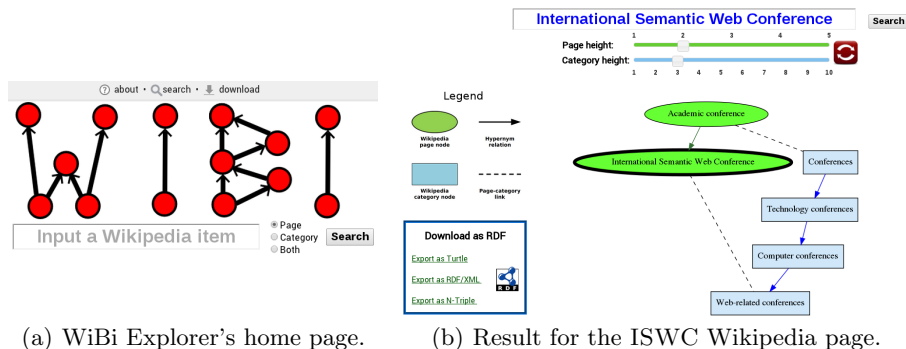 about • search • download
Input a Wikipedia item
Page
Category
Both
Search
(a) WiBi Explorer's home page.
International Semantic Web Conference
Search
Page height:
1 2 3 4 5
Category height:
1 2 3 4 5 6 7 8 9 10
Legend
Wikipedia
page node
Hypernym
relation
Wikipedia
category node
Page-category
link
Download as RDF
Export as Turtle
Export as RDF/XML
Export as N-Triple
RDF
Academic conference
International Semantic Web Conference
Conferences
Technology conferences
Computer conferences
Web-related conferences
(b) Result for the ISWC Wikipedia page.